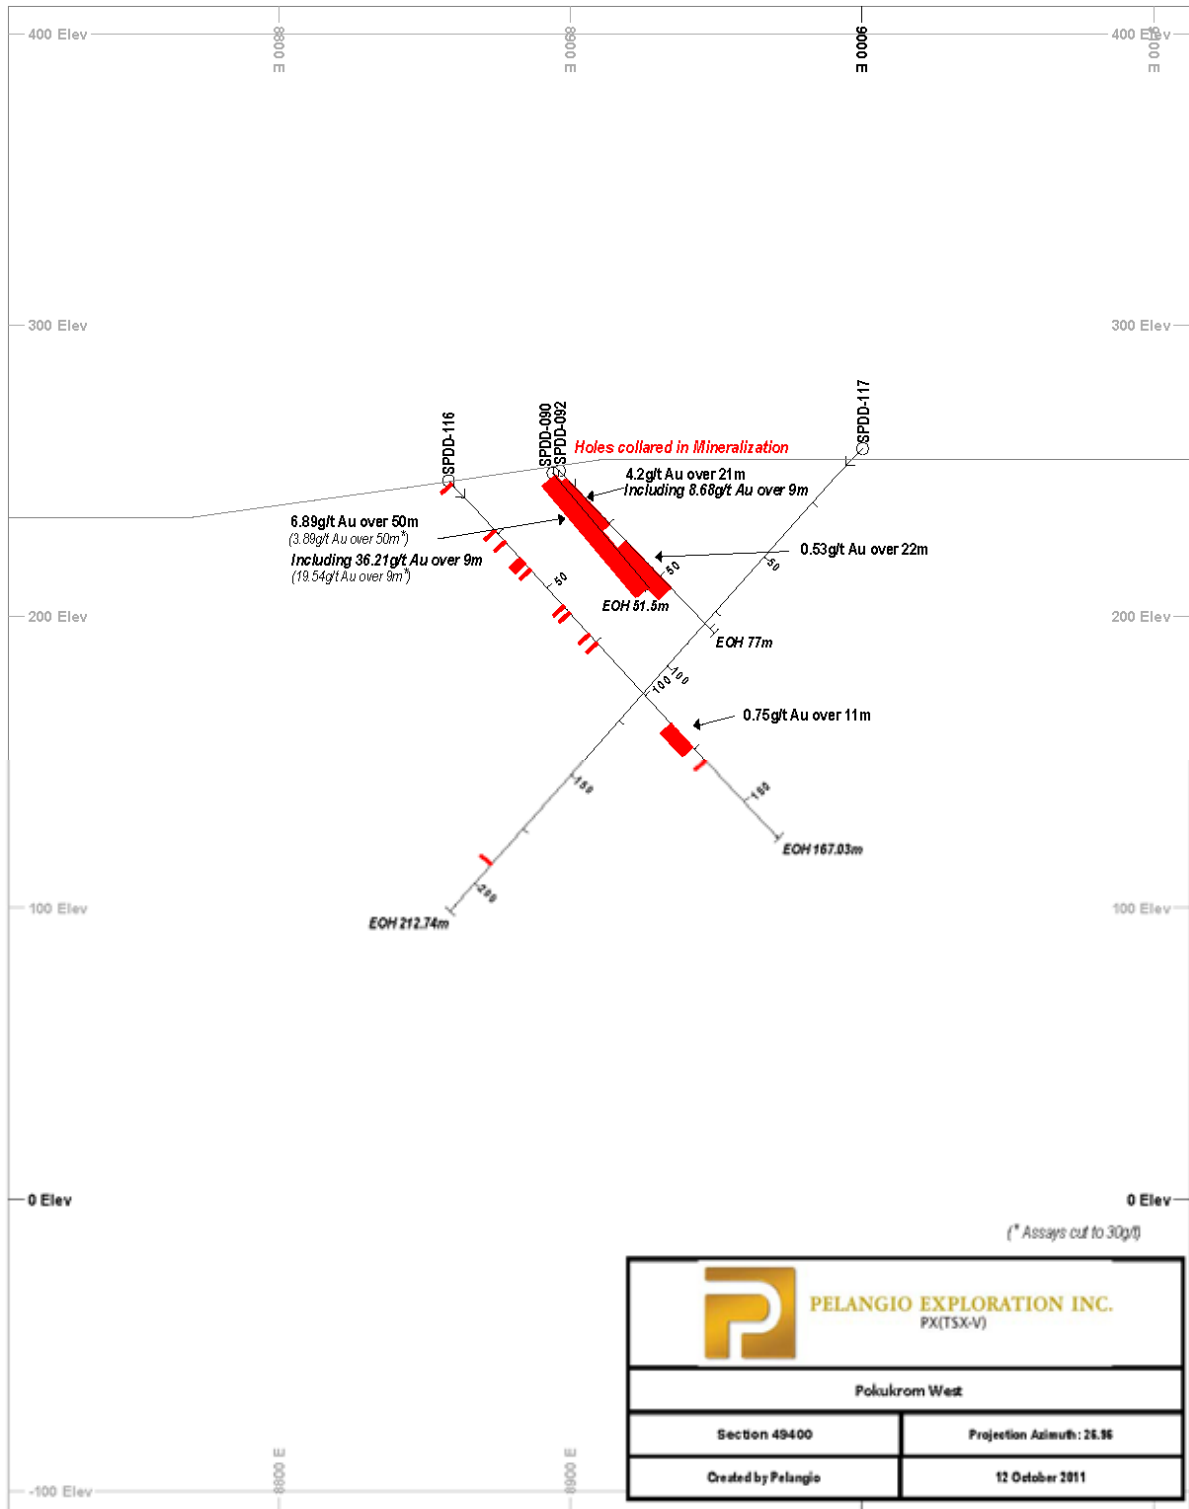 400 Elev
8800 E
8900 E
9000 E
9100 E
400 Elev
300 Elev
300 Elev
SPDD-116
SPDD-090
SPDD-092
SPDD-117
Holes collared in Mineralization
4.2g/t Au over 21m
Including 8.68g/t Au over 9m
6.89g/t Au over 50m
(3.89g/t Au over 50m*)
Including 36.21g/t Au over 9m
(19.54g/t Au over 9m*)
0.53g/t Au over 22m
50
50
50
EOH 51.5m
200 Elev
200 Elev
EOH 77m
100
100
0.75g/t Au over 11m
150
150
EOH 167.03m
200
EOH 212.74m
100 Elev
100 Elev
0 Elev
0 Elev
(* Assays cut to 30g/t)
PELANGIO EXPLORATION INC.
PX(TSX-V)
Pokukrom West
Section 49400
Projection Azimuth: 26.96
Created by Pelangio
12 October 2011
-100 Elev
8800 E
8900 E